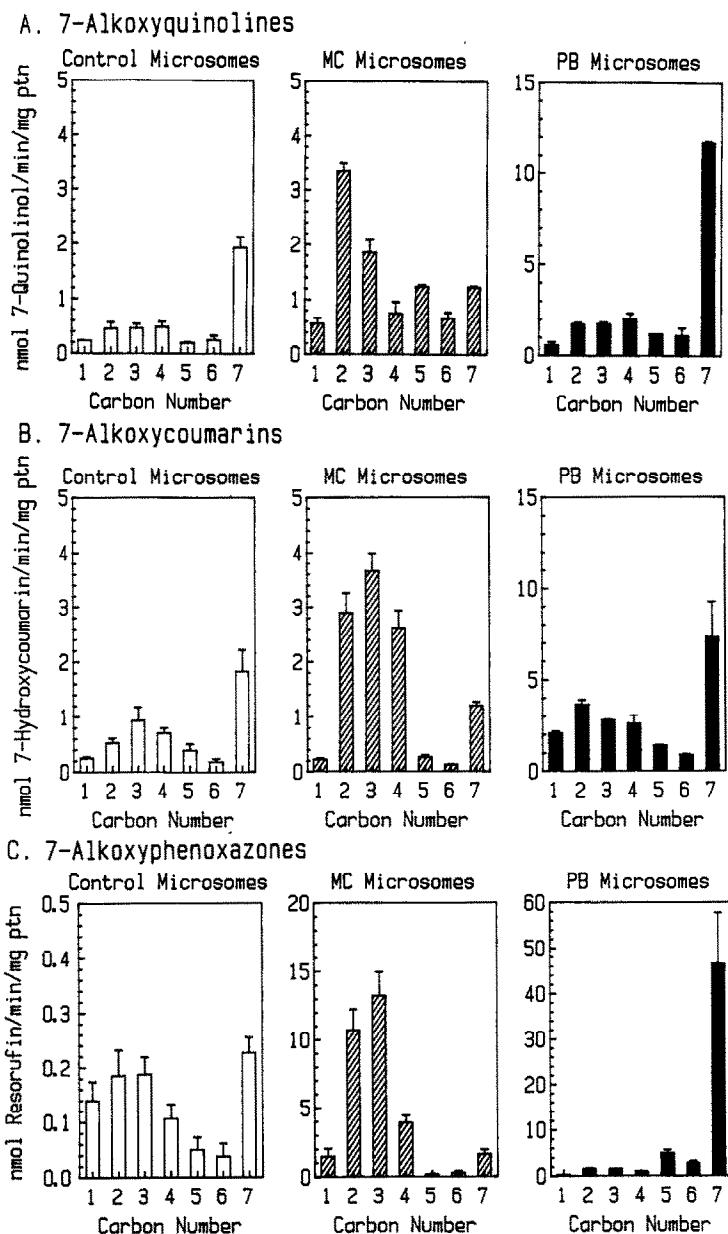 A. 7-Alkoxyquinolines
Control Microsomes MC Microsomes PB Microsomes
nmol 7-Quinolinol/min/mg ptn
5 5 15
4 4
3 3 10
2 2
1 1 5
0 0 0
1 2 3 4 5 6 7 1 2 3 4 5 6 7 1 2 3 4 5 6 7
Carbon Number Carbon Number Carbon Number
B. 7-Alkoxycoumarins
Control Microsomes MC Microsomes PB Microsomes
nmol 7-Hydroxycoumarin/min/mg ptn
5 5 15
4 4
3 3 10
2 2
1 1 5
0 0 0
1 2 3 4 5 6 7 1 2 3 4 5 6 7 1 2 3 4 5 6 7
Carbon Number Carbon Number Carbon Number
C. 7-Alkoxyphenoxazones
Control Microsomes MC Microsomes PB Microsomes
nmol Resorufin/min/mg ptn
0.5 20 60
0.4 15 50
0.3 40
0.2 10 30
0.1 5 20
0.0 0 10
0
1 2 3 4 5 6 7 1 2 3 4 5 6 7 1 2 3 4 5 6 7
Carbon Number Carbon Number Carbon Number